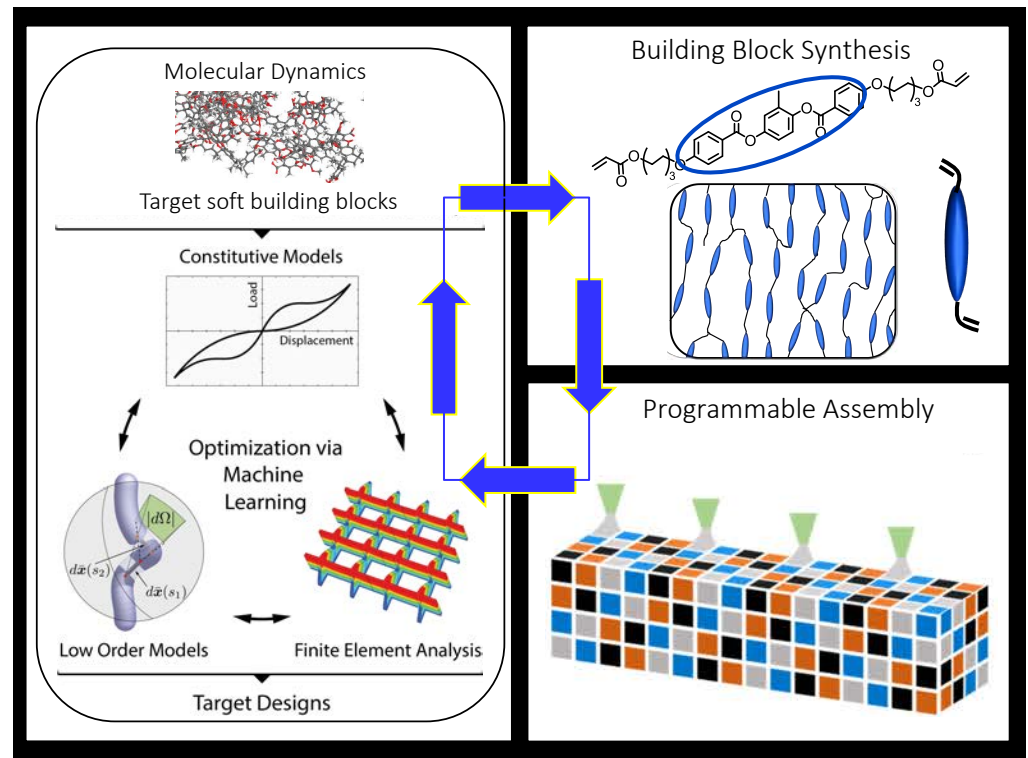 Molecular Dynamics
Target soft building blocks
Constitutive Models
Load
Displacement
Optimization via
Machine
Learning
|dΩ|
dx̄(s₂)
dx̄(s₁)
Low Order Models
Finite Element Analysis
Target Designs
Building Block Synthesis
O
O
O
3
O
O
O
O
O
O
3
O
Programmable Assembly